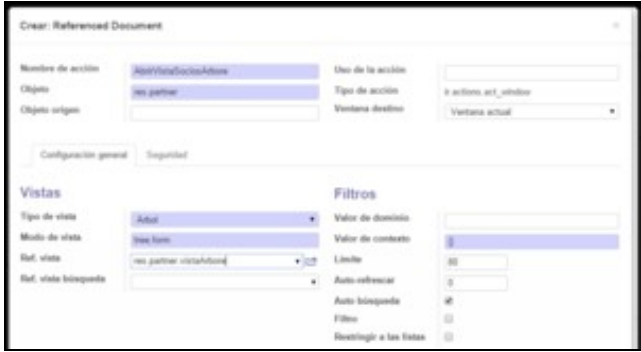 Crear: Referenced Document
×
Nombre de acción
AbrirVistaSociosArbore
Uso de la acción
Objeto
res.partner
Tipo de acción
ir.actions.act_window
Objeto origen
Ventana destino
Ventana actual
Configuración general
Seguridad
Vistas
Filtros
Tipo de vista
Árbol
Valor de dominio
Modo de vista
tree,form
Valor de contexto
{}
Ref. vista
res.partner.vistaArbore
Límite
80
Ref. vista búsqueda
Auto-refrescar
0
Auto búsqueda
Filtro
Restringir a las listas